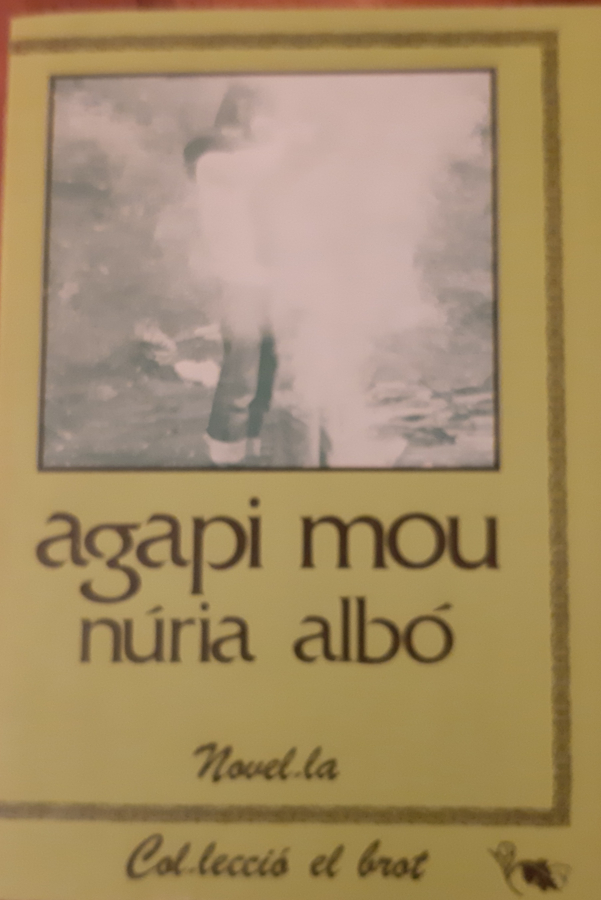 agapi mou
núria albó
Novel.la
Col.lecció el brot